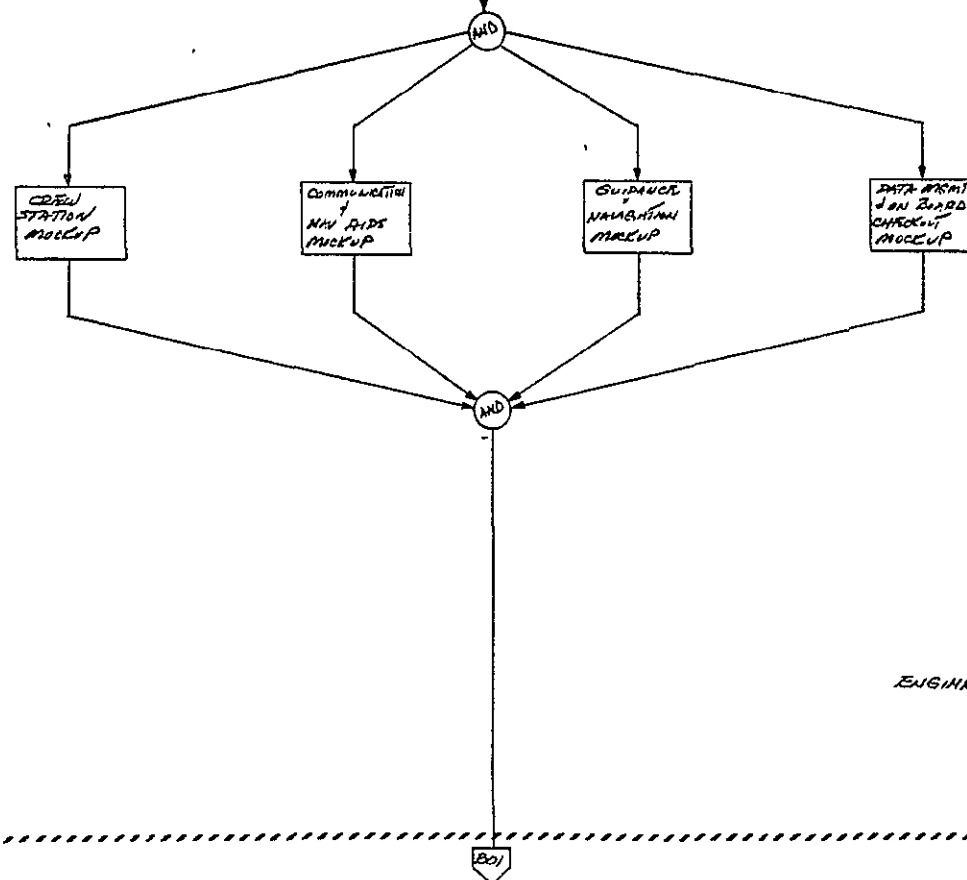 AND
CREW
STATION
MOCKUP
COMMUNICATION
&
NAV AIDS
MOCKUP
GUIDANCE
&
NAVIGATION
MOCKUP
DATA MGMT
& ON BOARD
CHECKOUT
MOCKUP
AND
ENGINN
B01